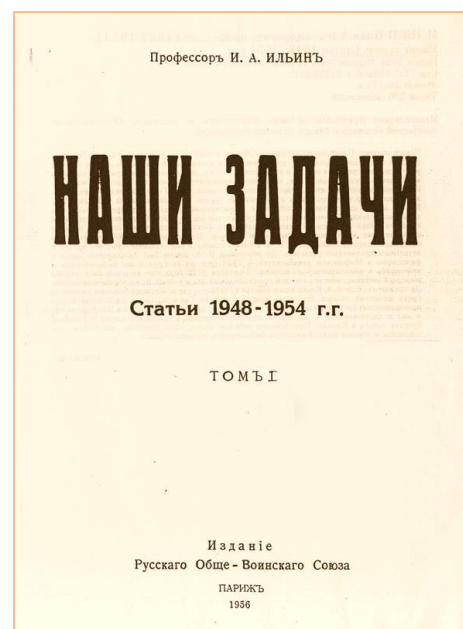 Профессоръ И. А. ИЛЬИНЪ
НАШИ ЗАДАЧИ
Статьи 1948-1954 г.г.
ТОМЪ I
Изданіе
Русскаго Обще-Воинскаго Союза
ПАРИЖЪ
1956